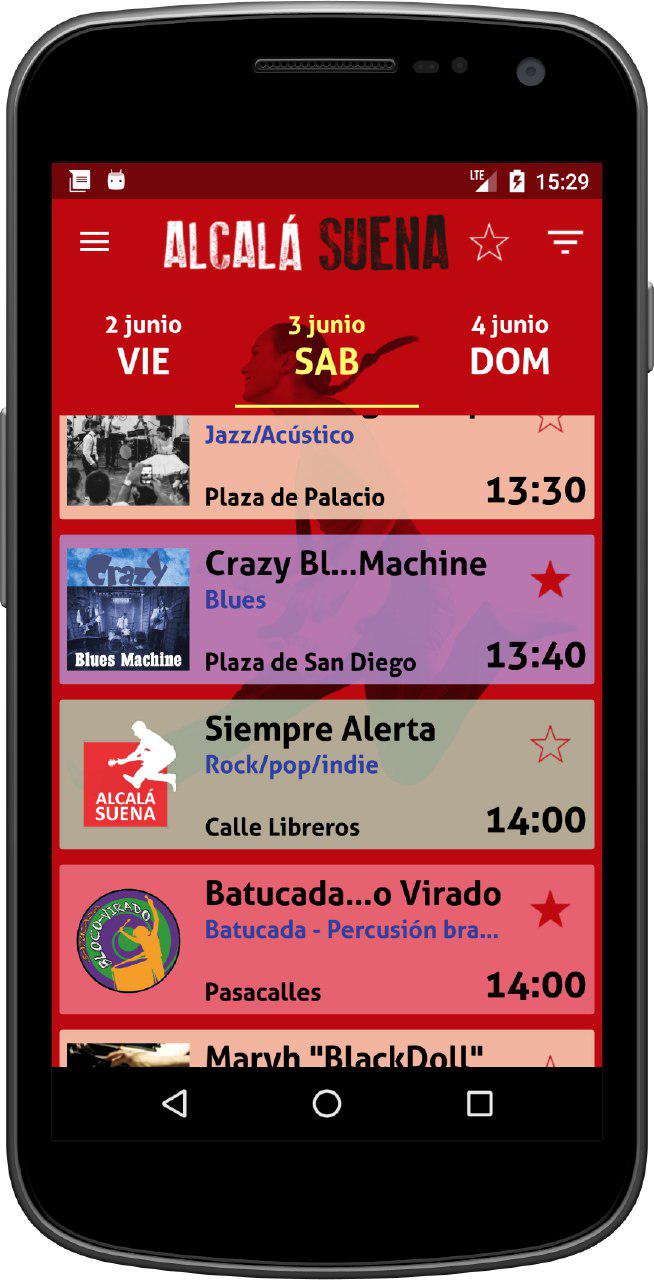 LTE 15:29
ALCALÁ SUENA
2 junio
VIE
3 junio
SAB
4 junio
DOM
Jazz/Acústico
Plaza de Palacio
13:30
CraZy
Blues Machine
Crazy Bl...Machine
Blues
Plaza de San Diego
13:40
ALCALÁ
SUENA
Siempre Alerta
Rock/pop/indie
Calle Libreros
14:00
BLOCO-VIRADO
Batucada...o Virado
Batucada - Percusión bra...
Pasacalles
14:00
Maryh "BlackDoll"